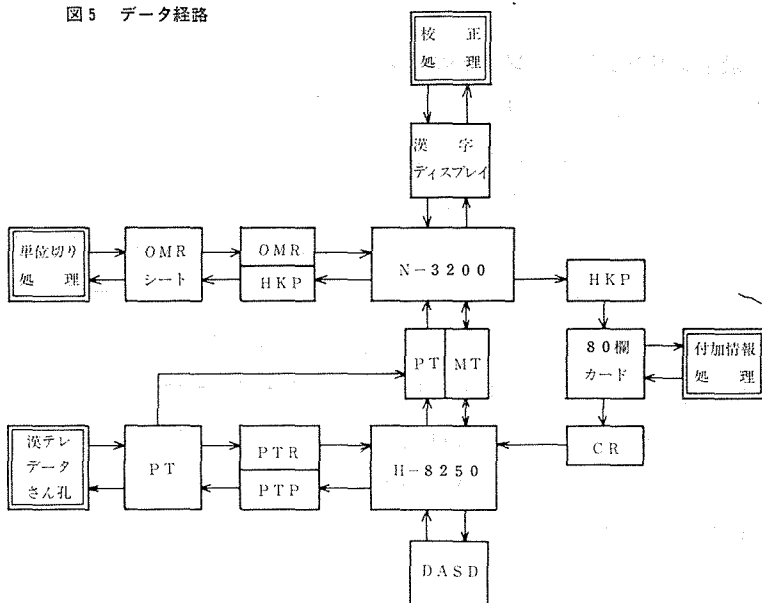 図5 データ経路
校正
処理
漢字
ディスプレイ
単位切り
処理
OMR
シート
OMR
HKP
N-3200
HKP
PT
MT
80欄
カード
付加情報
処理
漢テレ
データ
さん孔
PT
PTR
PTP
H-8250
CR
DASD